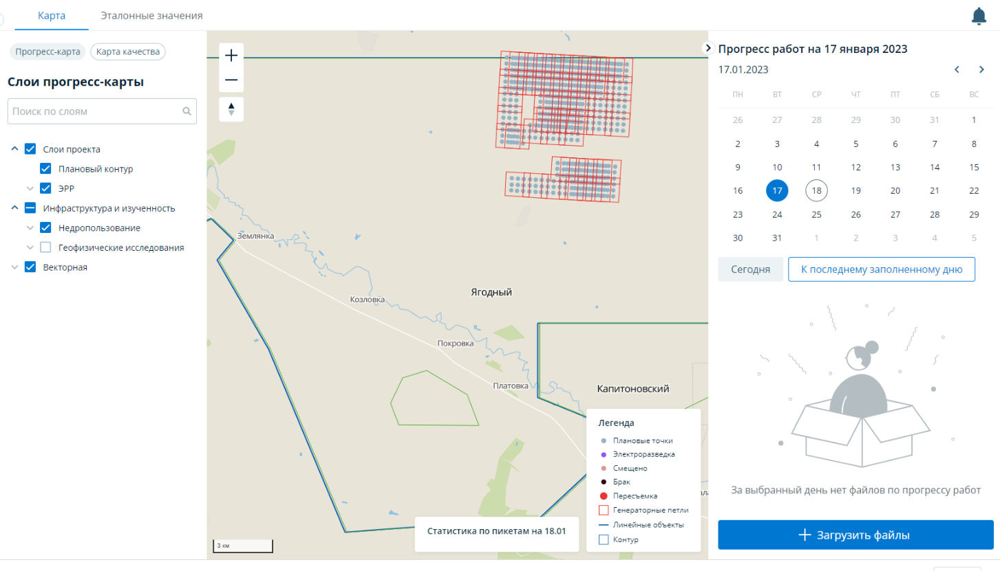 Карта
Эталонные значения
Прогресс-карта
Карта качества
Слои прогресс-карты
Поиск по слоям
Слои проекта
Плановый контур
ЭРР
Инфраструктура и изученность
Недропользование
Геофизические исследования
Векторная
Землянка
Козловка
Ягодный
Покровка
Платовка
Капитоновский
3 км
Статистика по пикетам на 18.01
Легенда
Плановые точки
Электроразведка
Смещено
Брак
Пересъемка
Генераторные петли
Линейные объекты
Контур
Прогресс работ на 17 января 2023
17.01.2023
ПН ВТ СР ЧТ ПТ СБ ВС
26 27 28 29 30 31 1
2 3 4 5 6 7 8
9 10 11 12 13 14 15
16 17 18 19 20 21 22
23 24 25 26 27 28 29
30 31 1 2 3 4 5
Сегодня
К последнему заполненному дню
За выбранный день нет файлов по прогрессу работ
Загрузить файлы